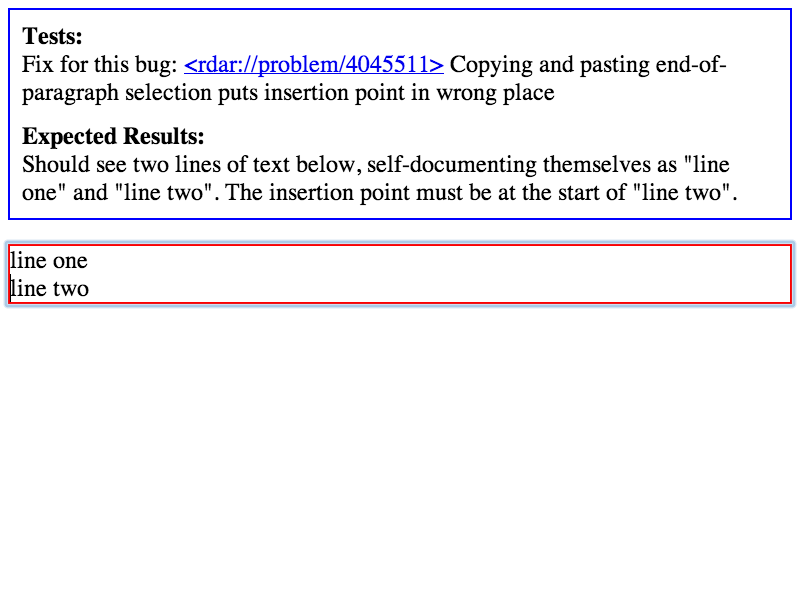 Tests:
Fix for this bug: <rdar://problem/4045511> Copying and pasting end-of-
paragraph selection puts insertion point in wrong place
Expected Results:
Should see two lines of text below, self-documenting themselves as "line
one" and "line two". The insertion point must be at the start of "line two".
line one
line two